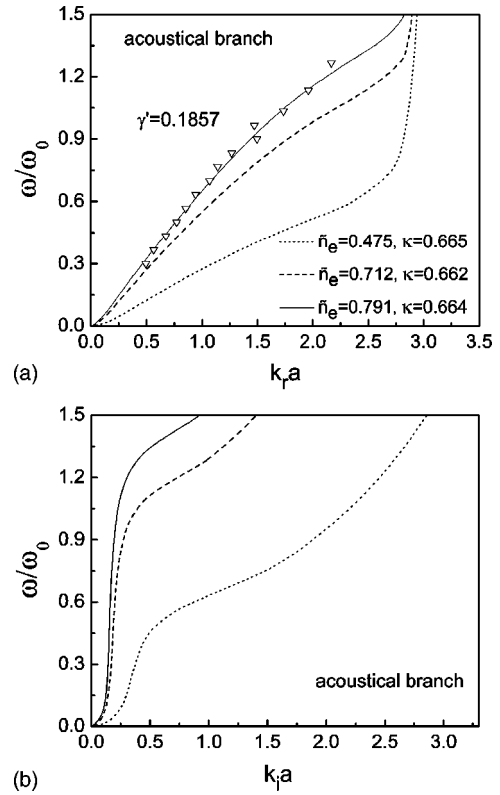 acoustical branch
γ'=0.1857
ω/ω₀
1.5
1.2
0.9
0.6
0.3
0.0
ñₑ=0.475, κ=0.665
ñₑ=0.712, κ=0.662
ñₑ=0.791, κ=0.664
0.0 0.5 1.0 1.5 2.0 2.5 3.0 3.5
(a)
kᵣa
ω/ω₀
1.5
1.2
0.9
0.6
0.3
0.0
acoustical branch
0.0 0.5 1.0 1.5 2.0 2.5 3.0
(b)
kᵢa